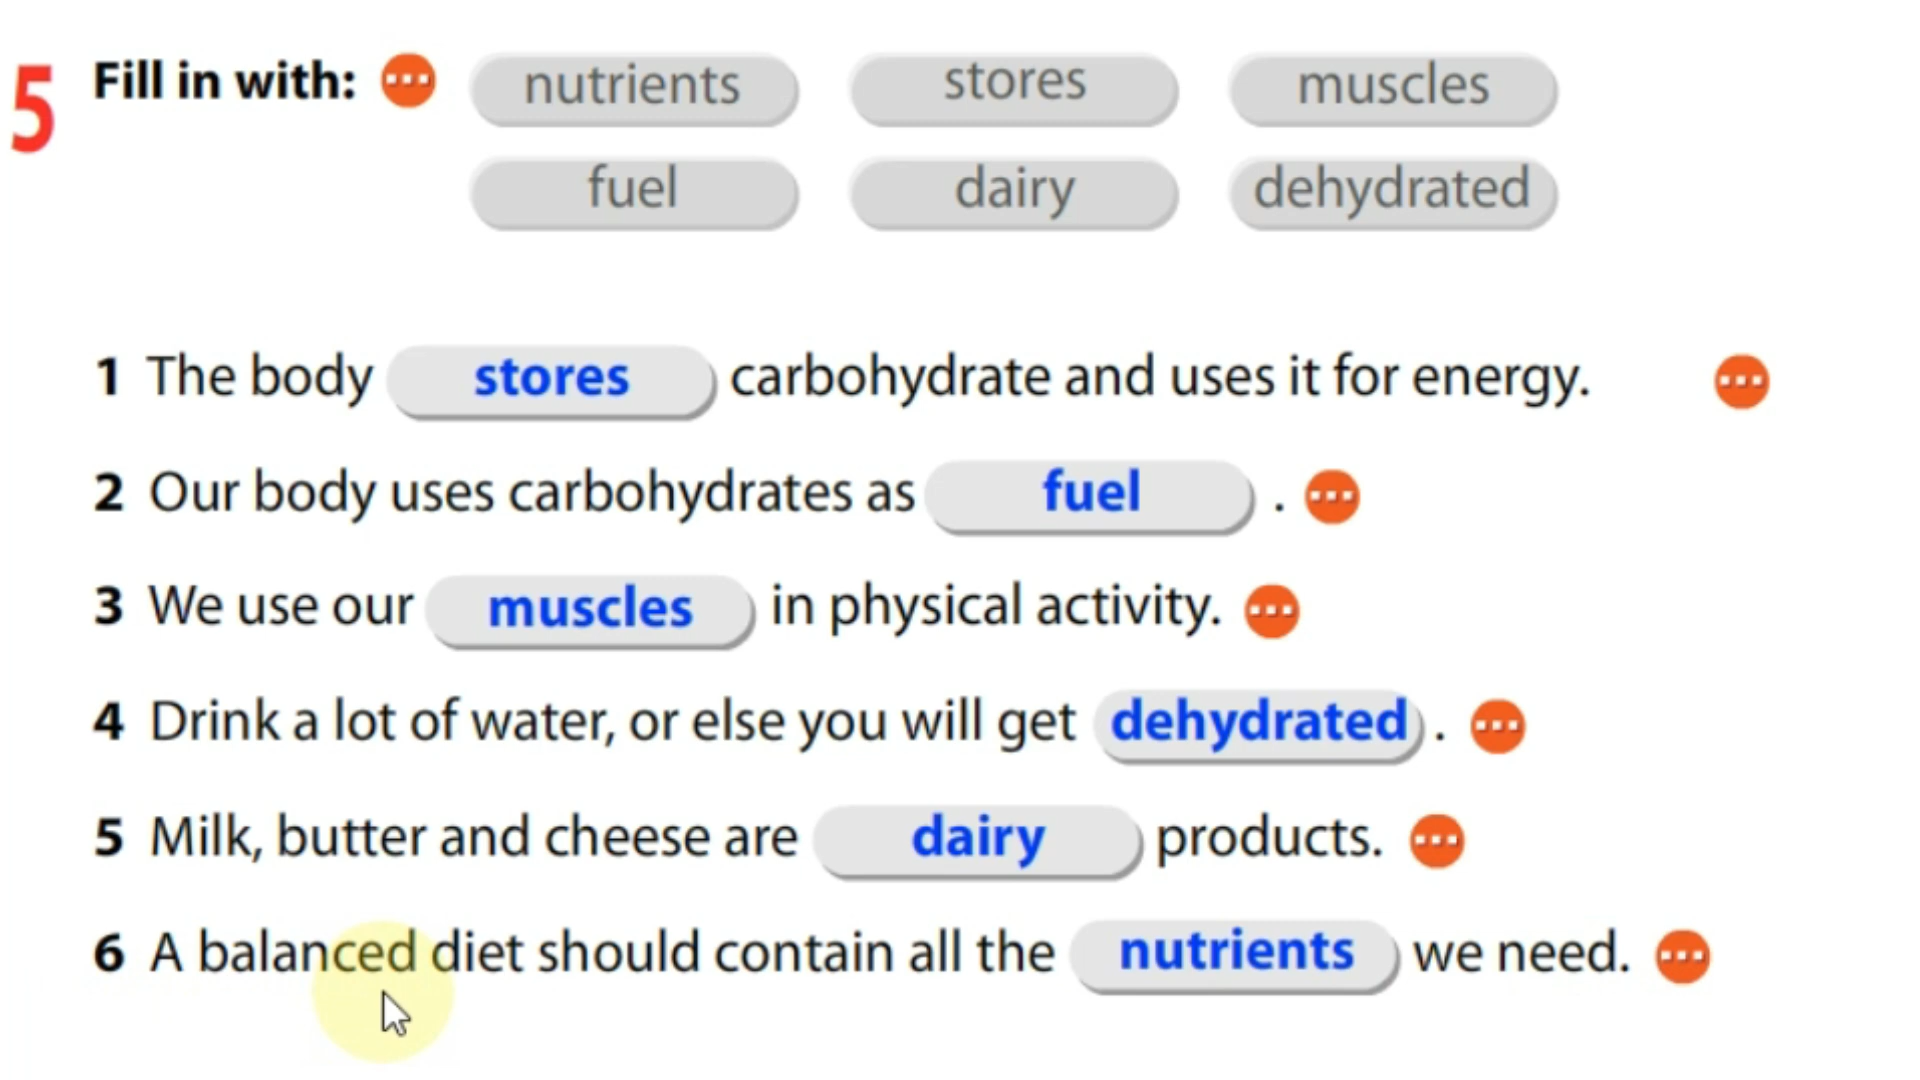 5 Fill in with: nutrients stores muscles
fuel dairy dehydrated
1 The body stores carbohydrate and uses it for energy.
2 Our body uses carbohydrates as fuel .
3 We use our muscles in physical activity.
4 Drink a lot of water, or else you will get dehydrated .
5 Milk, butter and cheese are dairy products.
6 A balanced diet should contain all the nutrients we need.